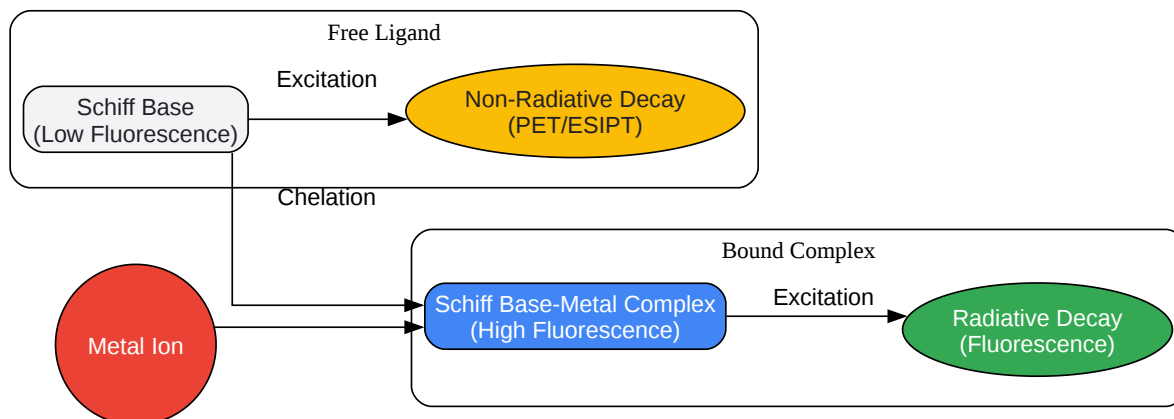 Free Ligand
Excitation
Schiff Base
(Low Fluorescence)
Non-Radiative Decay
(PET/ESIPT)
Chelation
Bound Complex
Metal Ion
Schiff Base-Metal Complex
(High Fluorescence)
Excitation
Radiative Decay
(Fluorescence)